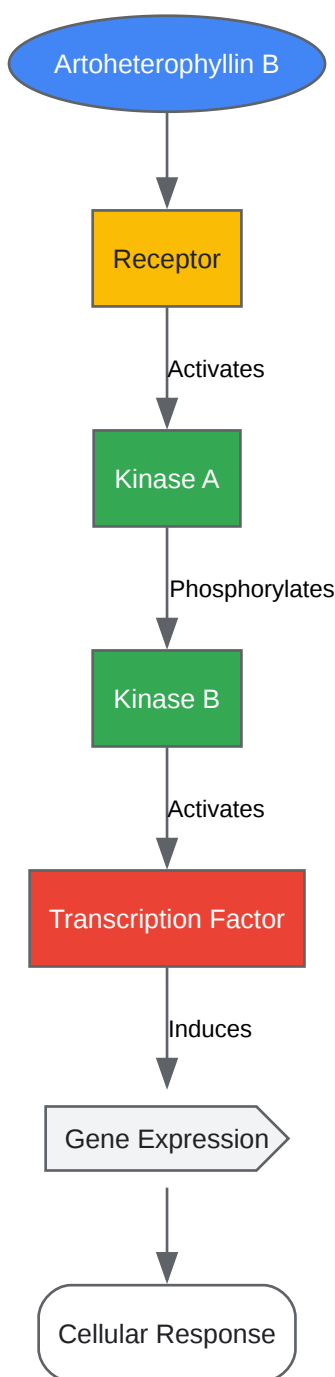 Artoheterophyllin B
Receptor
Activates
Kinase A
Phosphorylates
Kinase B
Activates
Transcription Factor
Induces
Gene Expression
Cellular Response